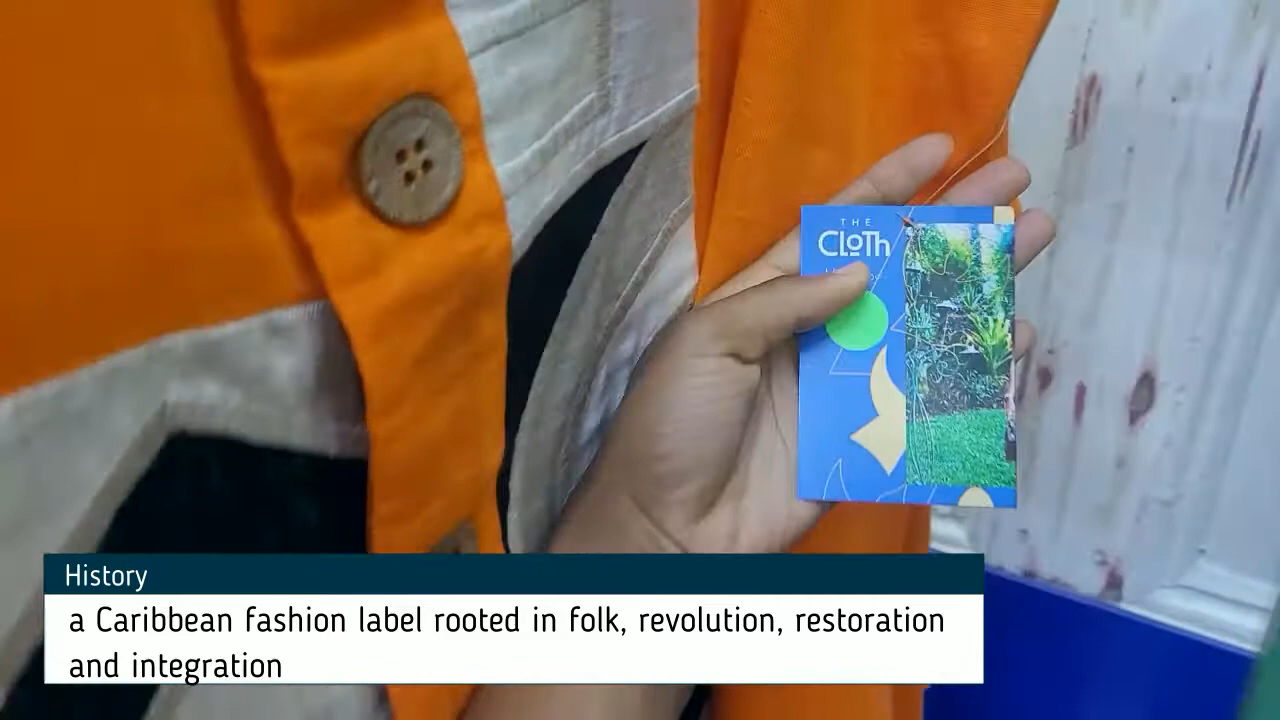 THE
CLoTh
History
a Caribbean fashion label rooted in folk, revolution, restoration
and integration